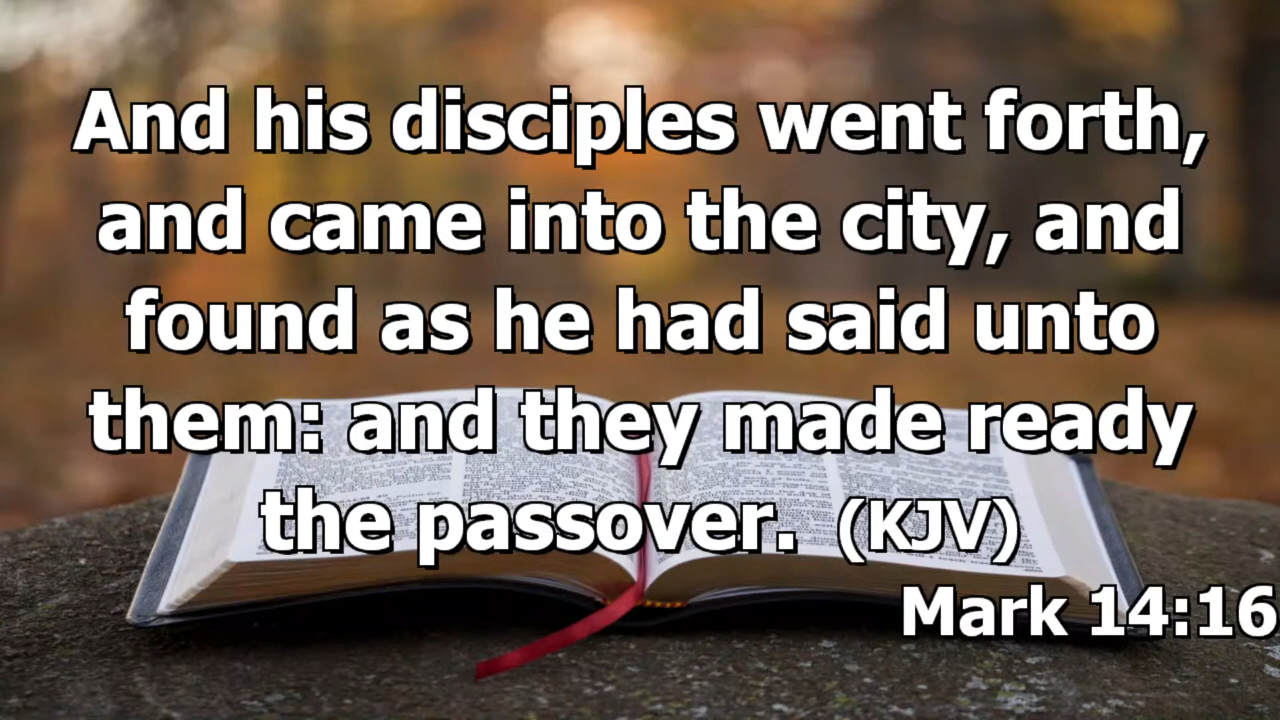 And his disciples went forth,
and came into the city, and
found as he had said unto
them: and they made ready
the passover. (KJV)
Mark 14:16